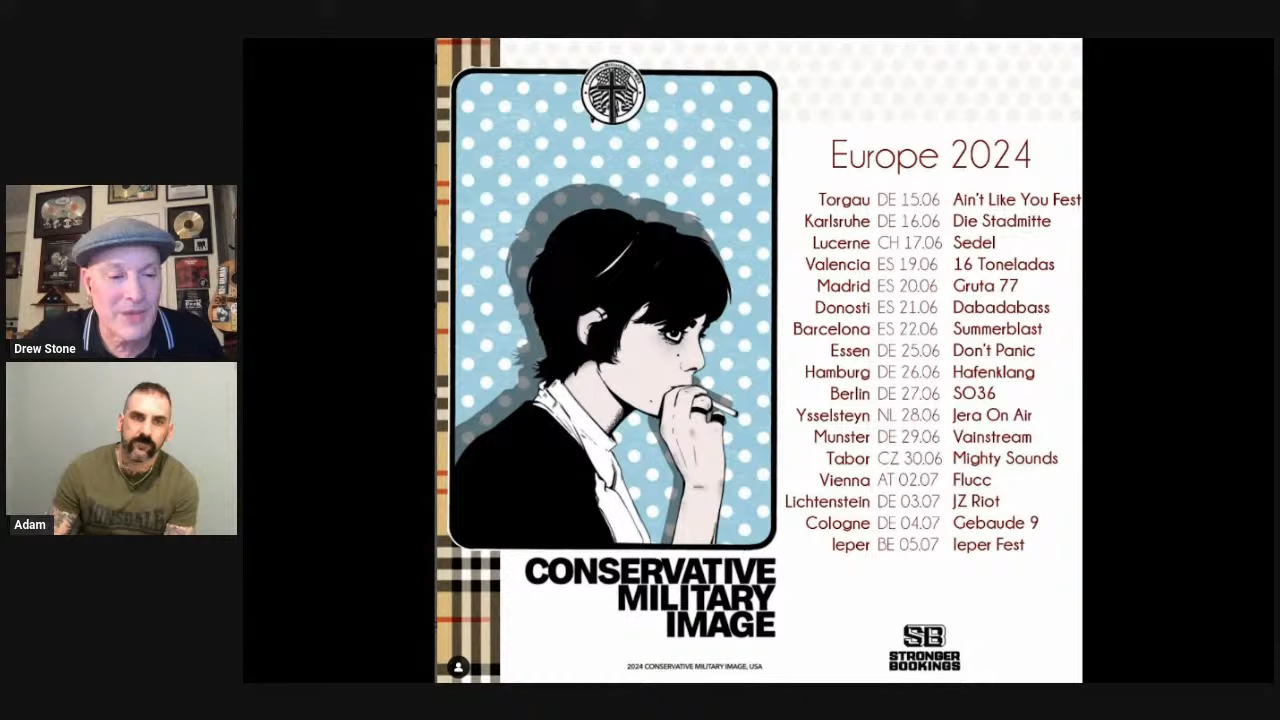 Drew Stone
Adam
LONSDALE
CONSERVATIVE
MILITARY
IMAGE
2024 CONSERVATIVE MILITARY IMAGE, USA
Europe 2024
Torgau DE 15.06 Ain't Like You Fest
Karlsruhe DE 16.06 Die Stadmitte
Lucerne CH 17.06 Sedel
Valencia ES 19.06 16 Toneladas
Madrid ES 20.06 Gruta 77
Donosti ES 21.06 Dabadabass
Barcelona ES 22.06 Summerblast
Essen DE 25.06 Don't Panic
Hamburg DE 26.06 Hafenklang
Berlin DE 27.06 SO36
Ysselsteyn NL 28.06 Jera On Air
Munster DE 29.06 Vainstream
Tabor CZ 30.06 Mighty Sounds
Vienna AT 02.07 Flucc
Lichtenstein DE 03.07 JZ Riot
Cologne DE 04.07 Gebaude 9
Ieper BE 05.07 Ieper Fest
SB
STRONGER
BOOKINGS